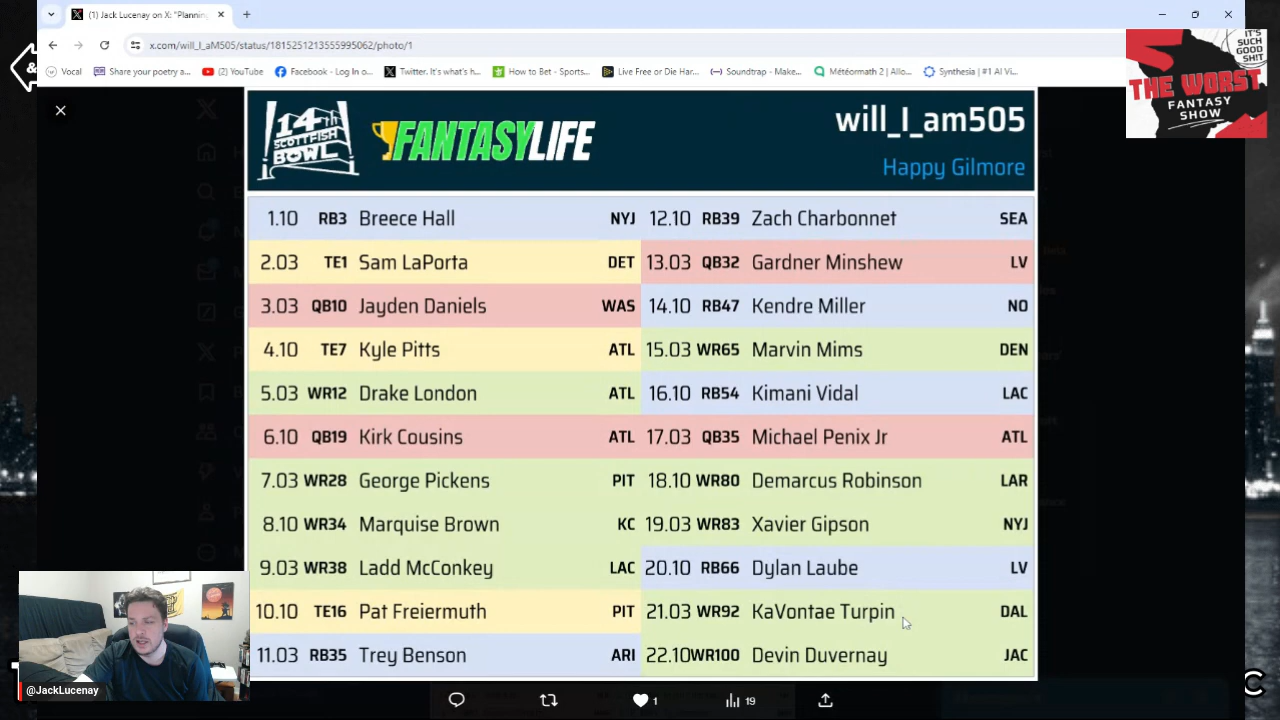 (1) Jack Lucenay on X: "Planning
x.com/will_I_aM505/status/1815251213555995062/photo/1
Vocal
Share your poetry a...
(2) YouTube
Facebook - Log In o...
Twitter. It's what's h...
How to Bet - Sports...
Live Free or Die Har...
Soundtrap - Make...
Météormath 2 | Allo...
Synthesia | #1 AI Vi...
IT'S SUCH GOOD SH!T
THE WORST
FANTASY
SHOW
14TH
SCOTTFISH
BOWL
FANTASYLIFE
will_I_am505
Happy Gilmore
1.10 RB3 Breece Hall NYJ
2.03 TE1 Sam LaPorta DET
3.03 QB10 Jayden Daniels WAS
4.10 TE7 Kyle Pitts ATL
5.03 WR12 Drake London ATL
6.10 QB19 Kirk Cousins ATL
7.03 WR28 George Pickens PIT
8.10 WR34 Marquise Brown KC
9.03 WR38 Ladd McConkey LAC
10.10 TE16 Pat Freiermuth PIT
11.03 RB35 Trey Benson ARI
12.10 RB39 Zach Charbonnet SEA
13.03 QB32 Gardner Minshew LV
14.10 RB47 Kendre Miller NO
15.03 WR65 Marvin Mims DEN
16.10 RB54 Kimani Vidal LAC
17.03 QB35 Michael Penix Jr ATL
18.10 WR80 Demarcus Robinson LAR
19.03 WR83 Xavier Gipson NYJ
20.10 RB66 Dylan Laube LV
21.03 WR92 KaVontae Turpin DAL
22.10 WR100 Devin Duvernay JAC
1
19
@JackLucenay